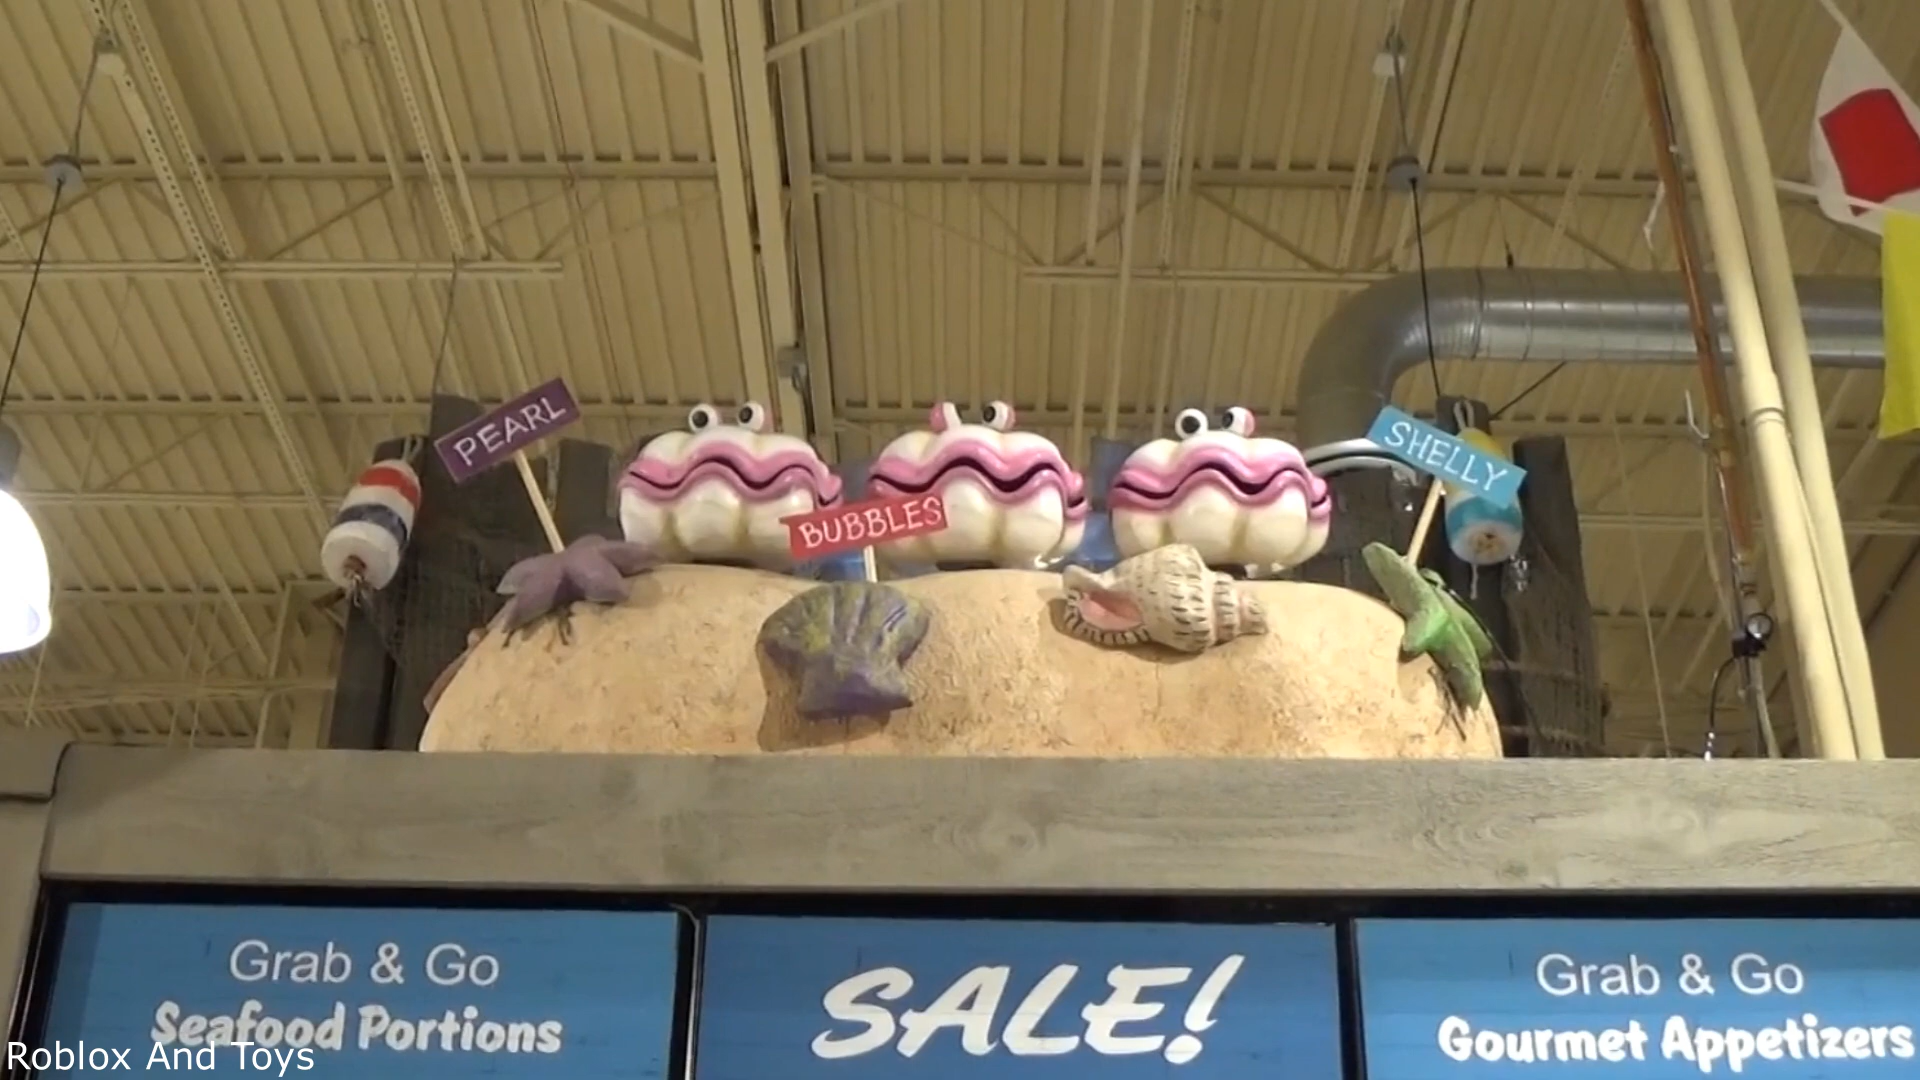 PEARL
BUBBLES
SHELLY
Grab & Go
Seafood Portions
SALE!
Grab & Go
Gourmet Appetizers
Roblox And Toys